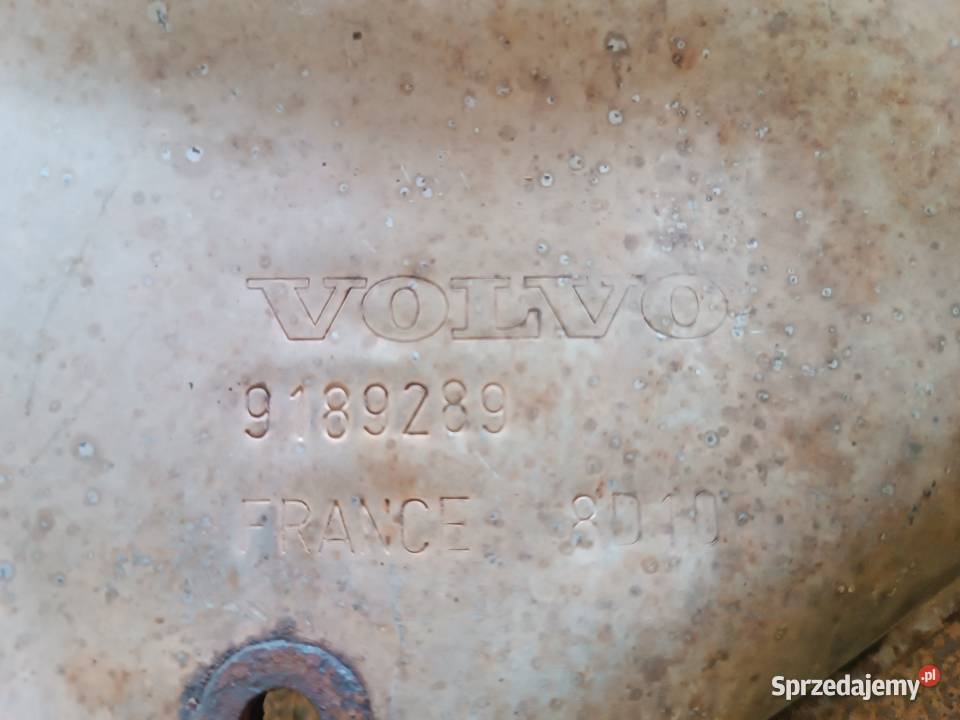 VOLVO
9189289
FRANCE 8D10
Sprzedajemy.pl